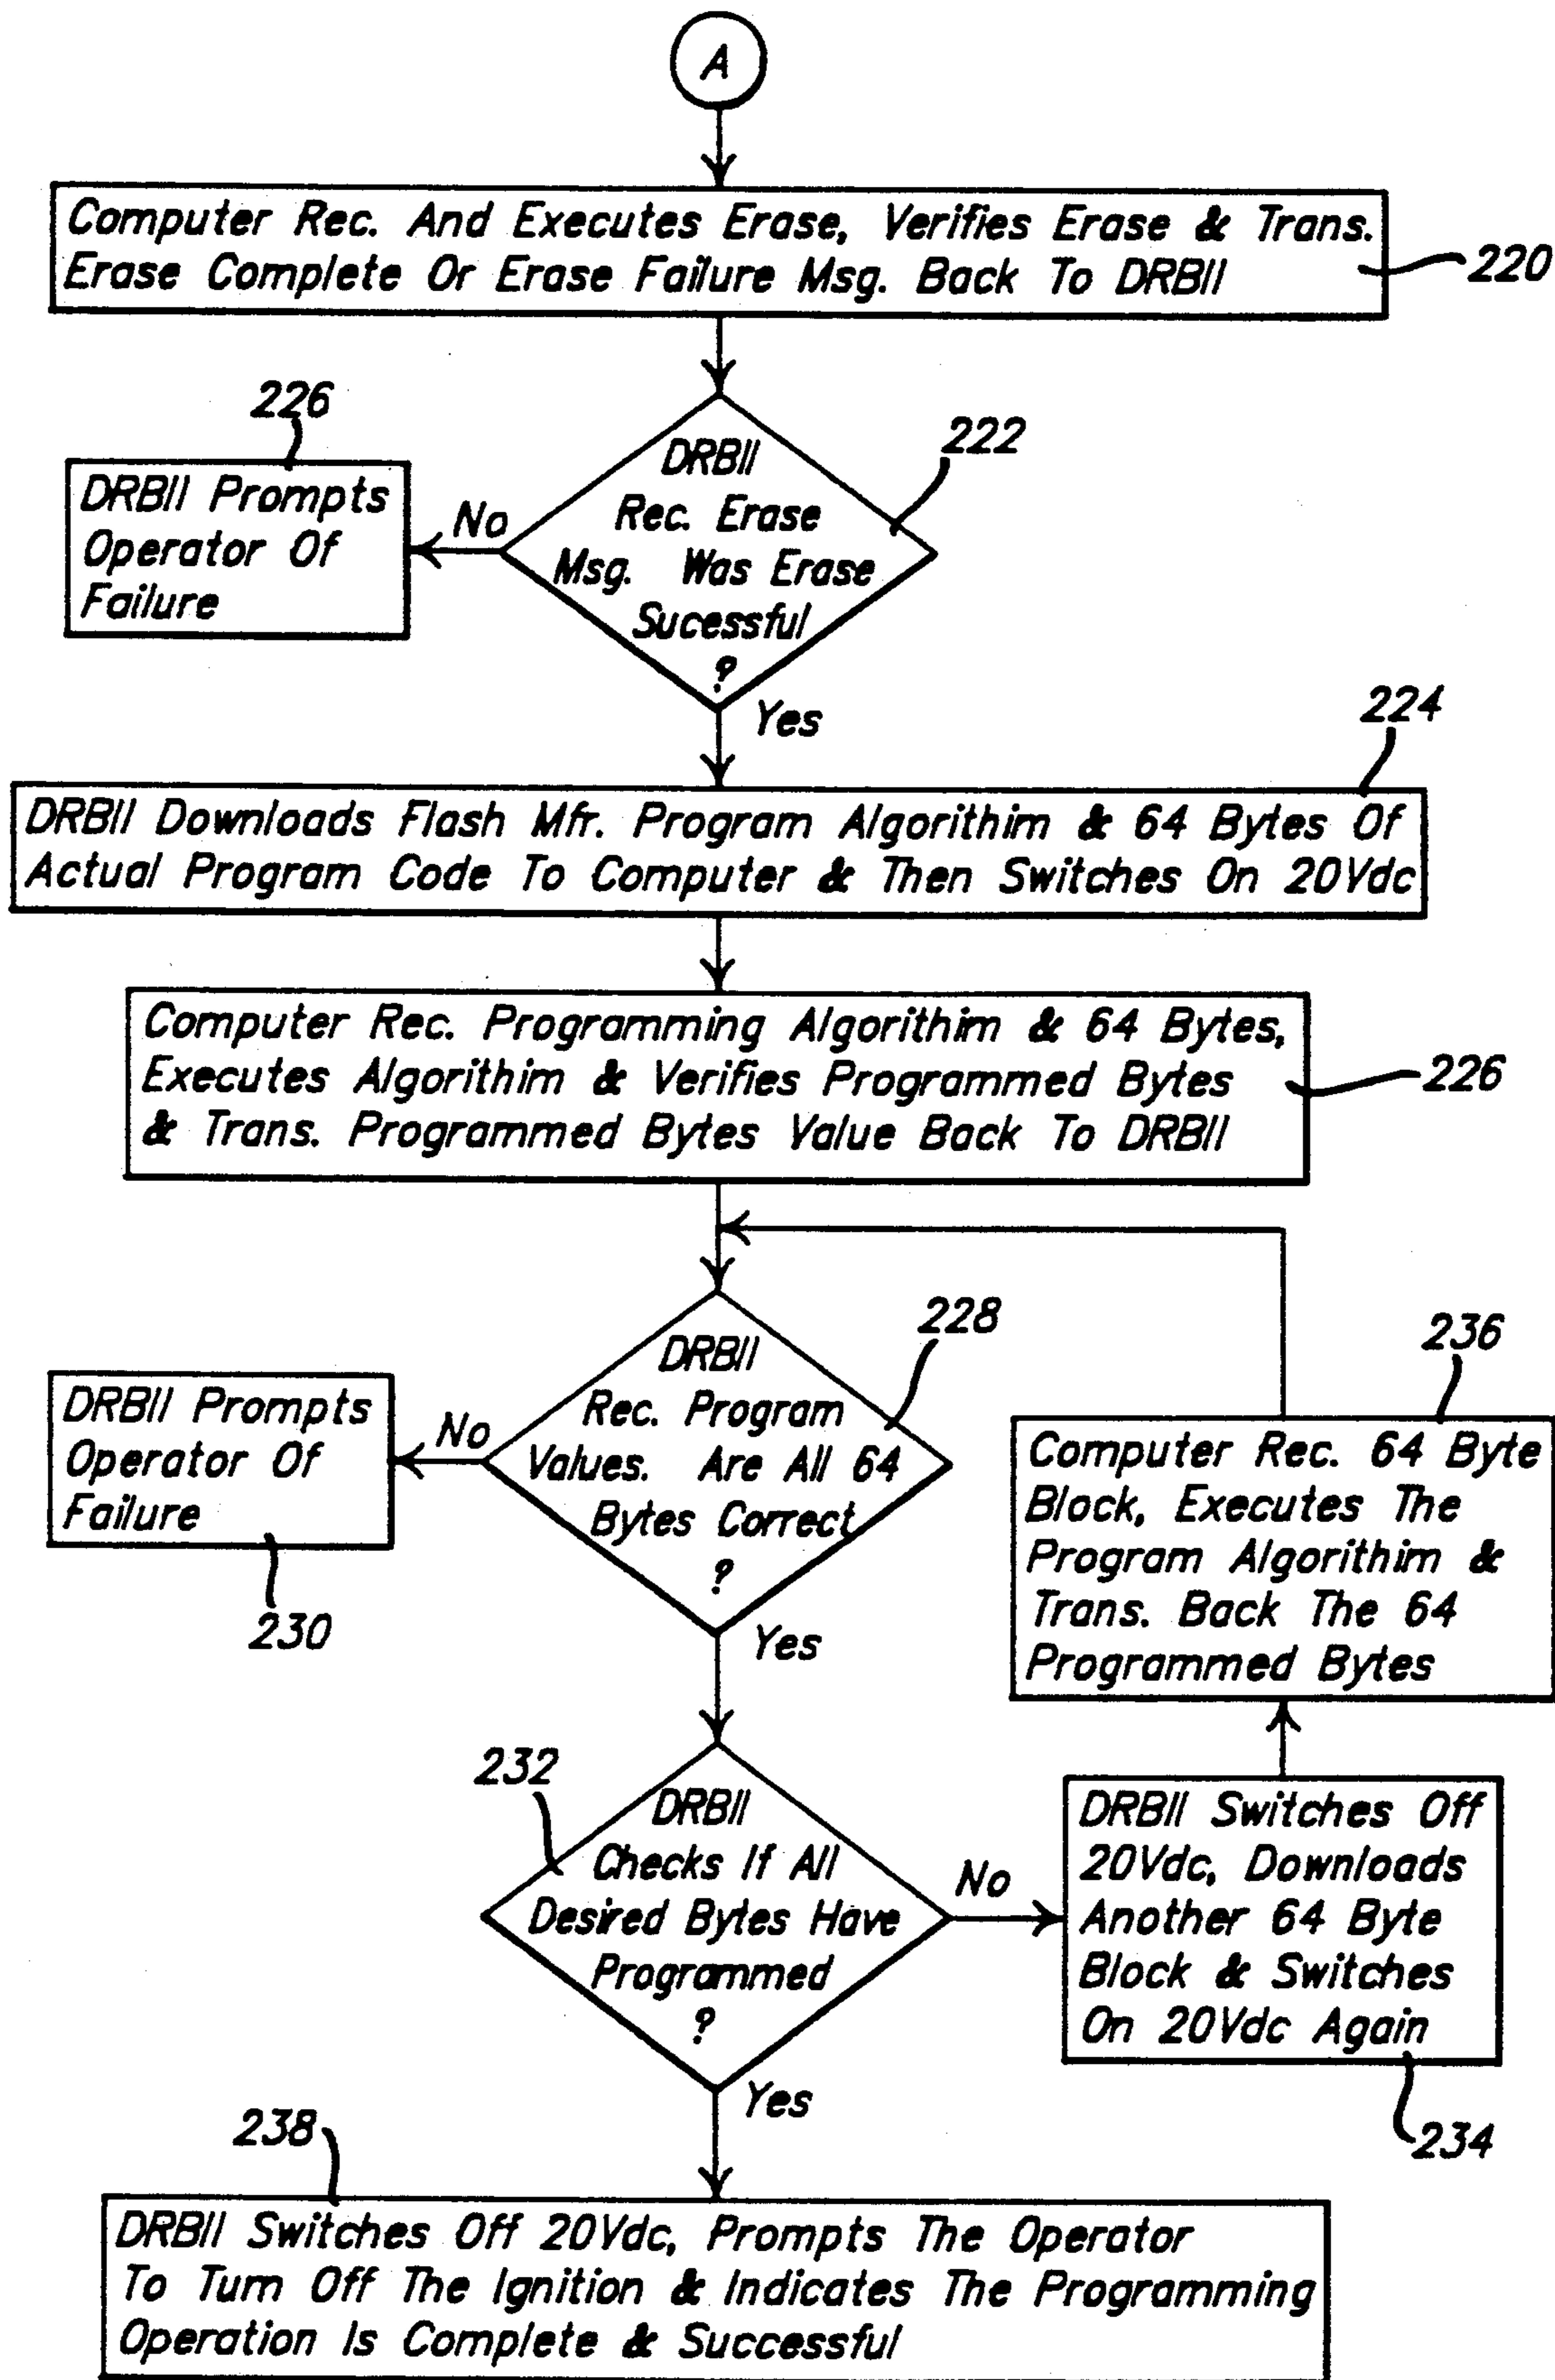 A
Computer Rec. And Executes Erase, Verifies Erase & Trans.
Erase Complete Or Erase Failure Msg. Back To DRBII
220
226
222
DRBII
Rec. Erase
Msg. Was Erase
Sucessful
?
No
DRBII Prompts
Operator Of
Failure
Yes
224
DRBII Downloads Flash Mfr. Program Algorithim & 64 Bytes Of
Actual Program Code To Computer & Then Switches On 20Vdc
Computer Rec. Programming Algorithim & 64 Bytes,
Executes Algorithim & Verifies Programmed Bytes
& Trans. Programmed Bytes Value Back To DRBII
226
228
DRBII
Rec. Program
Values. Are All 64
Bytes Correct
?
No
DRBII Prompts
Operator Of
Failure
230
Yes
236
Computer Rec. 64 Byte
Block, Executes The
Program Algorithim &
Trans. Back The 64
Programmed Bytes
232
DRBII
Checks If All
Desired Bytes Have
Programmed
?
No
DRBII Switches Off
20Vdc, Downloads
Another 64 Byte
Block & Switches
On 20Vdc Again
234
Yes
238
DRBII Switches Off 20Vdc, Prompts The Operator
To Turn Off The Ignition & Indicates The Programming
Operation Is Complete & Successful